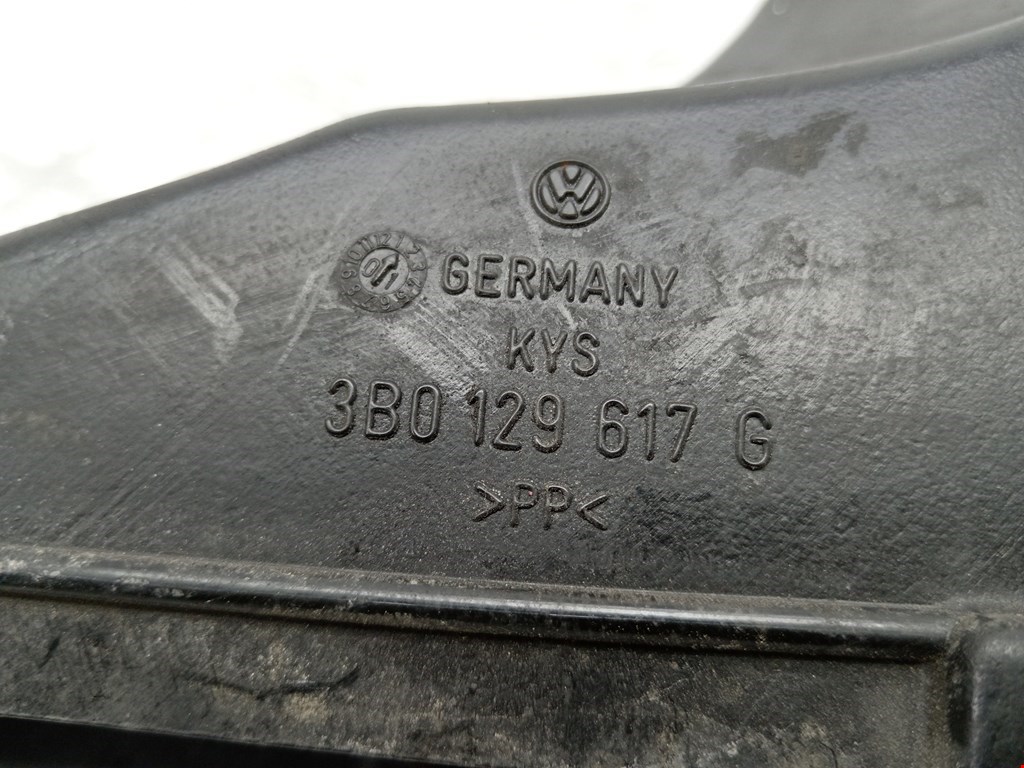 GERMANY
KYS
3B0 129 617 G
>PP<